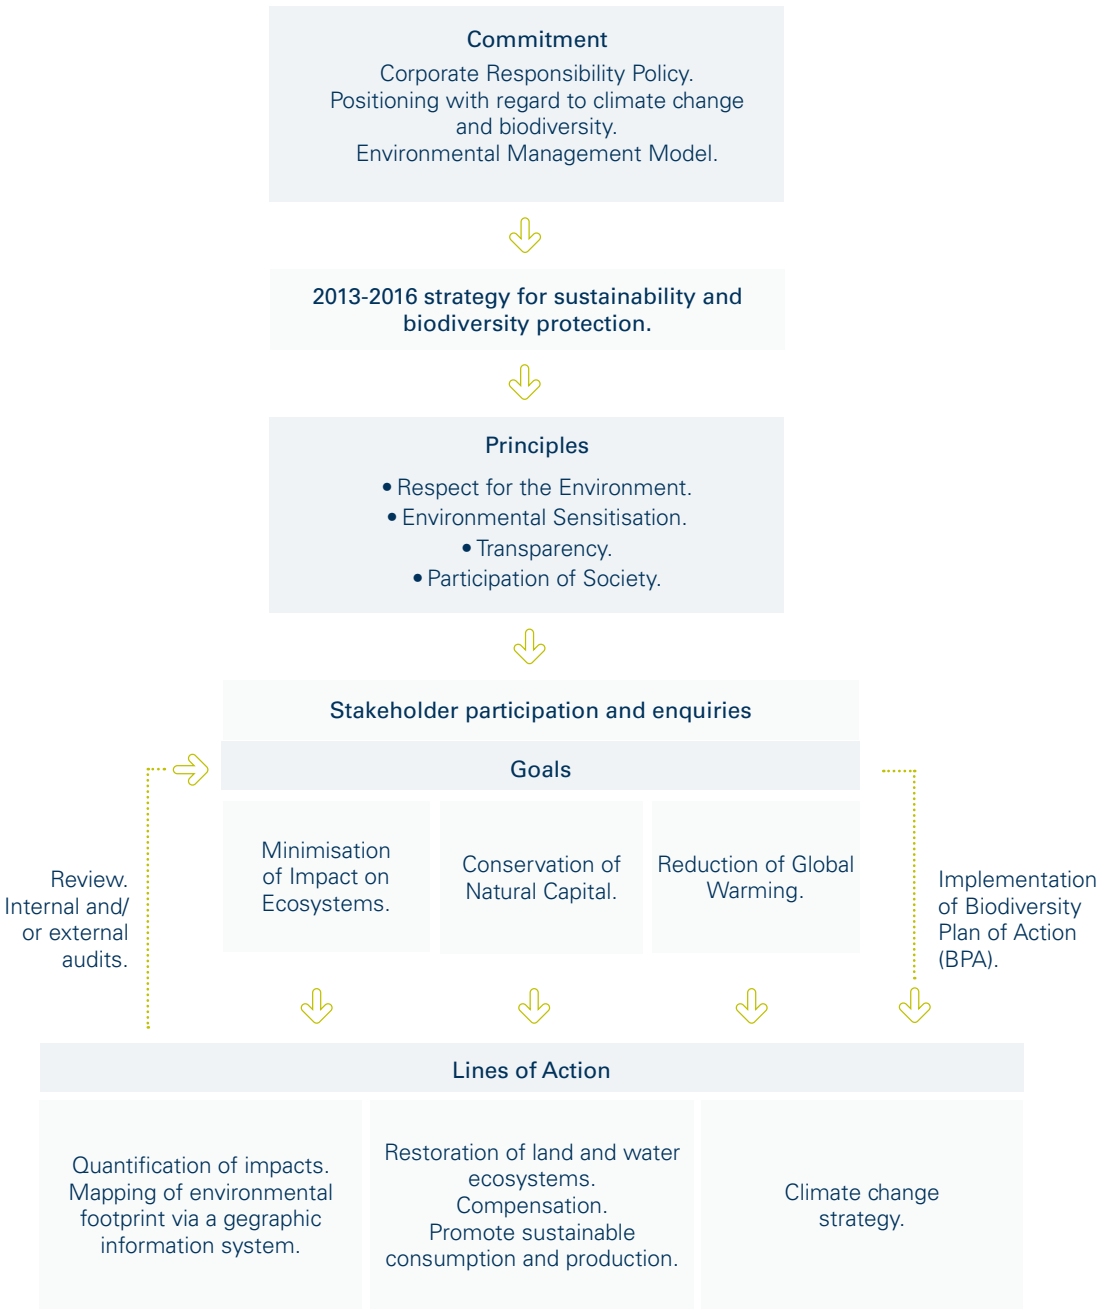 Commitment
Corporate Responsibility Policy.
Positioning with regard to climate change
and biodiversity.
Environmental Management Model.
2013-2016 strategy for sustainability and
biodiversity protection.
Principles
• Respect for the Environment.
• Environmental Sensitisation.
• Transparency.
• Participation of Society.
Stakeholder participation and enquiries
Goals
Minimisation
of Impact on
Ecosystems.
Conservation of
Natural Capital.
Reduction of Global
Warming.
Review.
Internal and/
or external
audits.
Implementation
of Biodiversity
Plan of Action
(BPA).
Lines of Action
Quantification of impacts.
Mapping of environmental
footprint via a gegraphic
information system.
Restoration of land and water
ecosystems.
Compensation.
Promote sustainable
consumption and production.
Climate change
strategy.